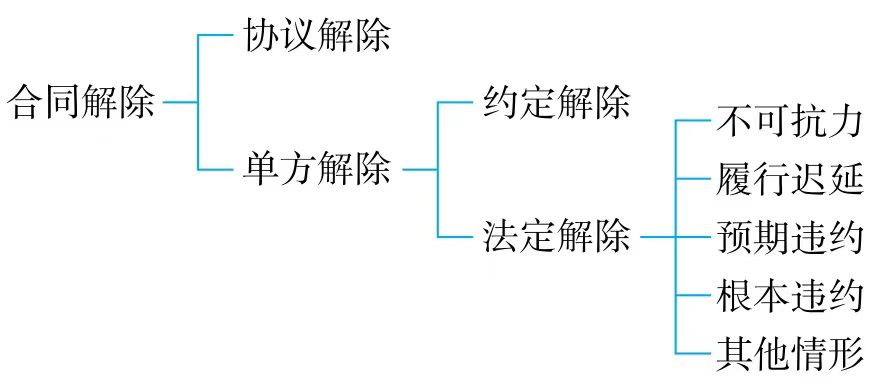 协议解除
合同解除
约定解除
不可抗力
单方解除
履行迟延
法定解除
预期违约
根本违约
其他情形